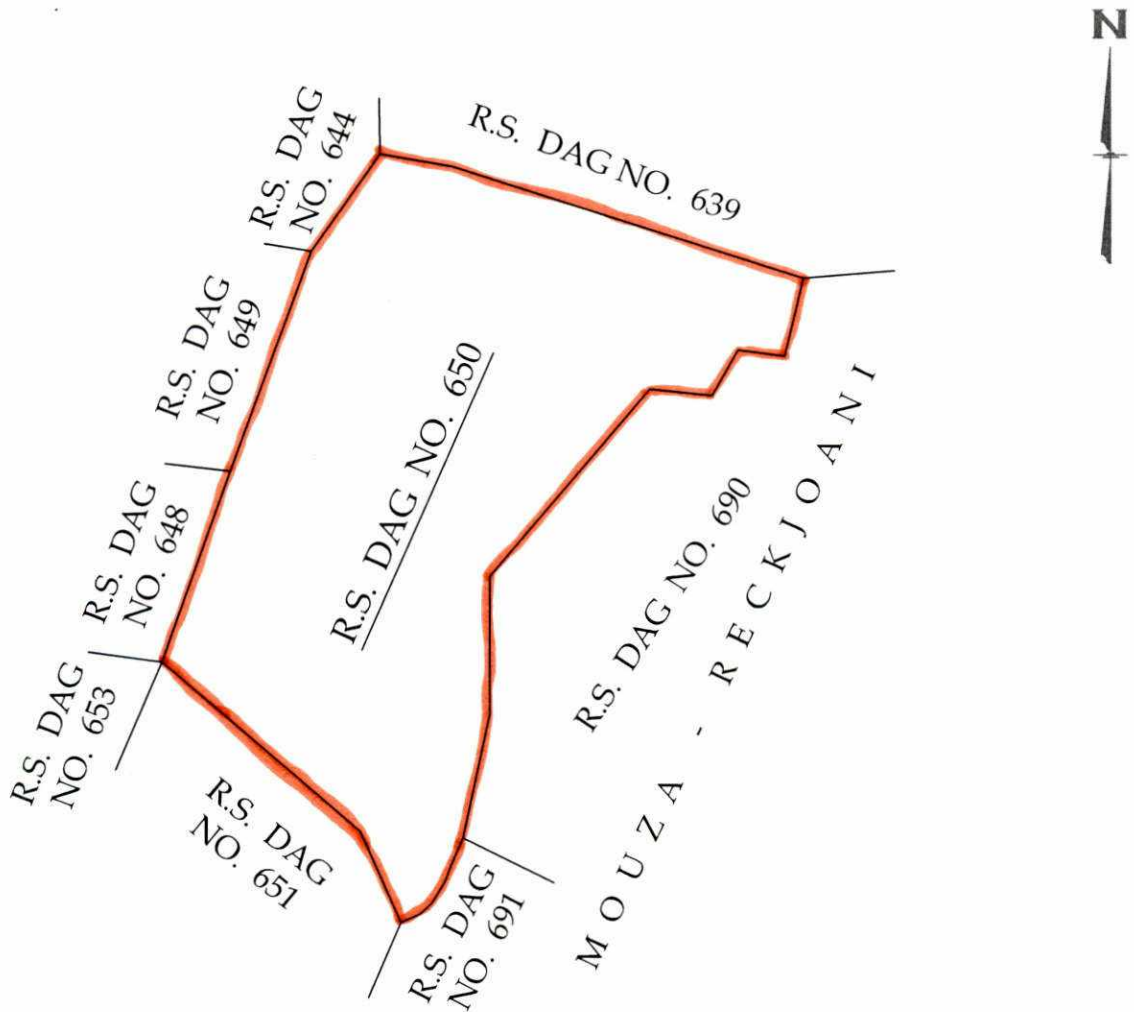 N
R.S. DAG
NO. 644
R.S. DAG NO. 639
R.S. DAG
NO. 649
R.S. DAG NO. 650
R.S. DAG
NO. 648
R.S. DAG NO. 690
MOUZA - RECKJOANI
R.S. DAG
NO. 653
R.S. DAG
NO. 651
R.S. DAG
NO. 691